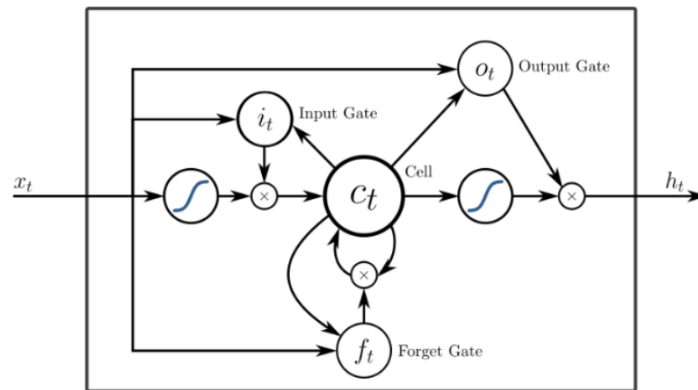 o_t Output Gate
i_t Input Gate
x_t
Cell
c_t
h_t
×
×
×
f_t Forget Gate